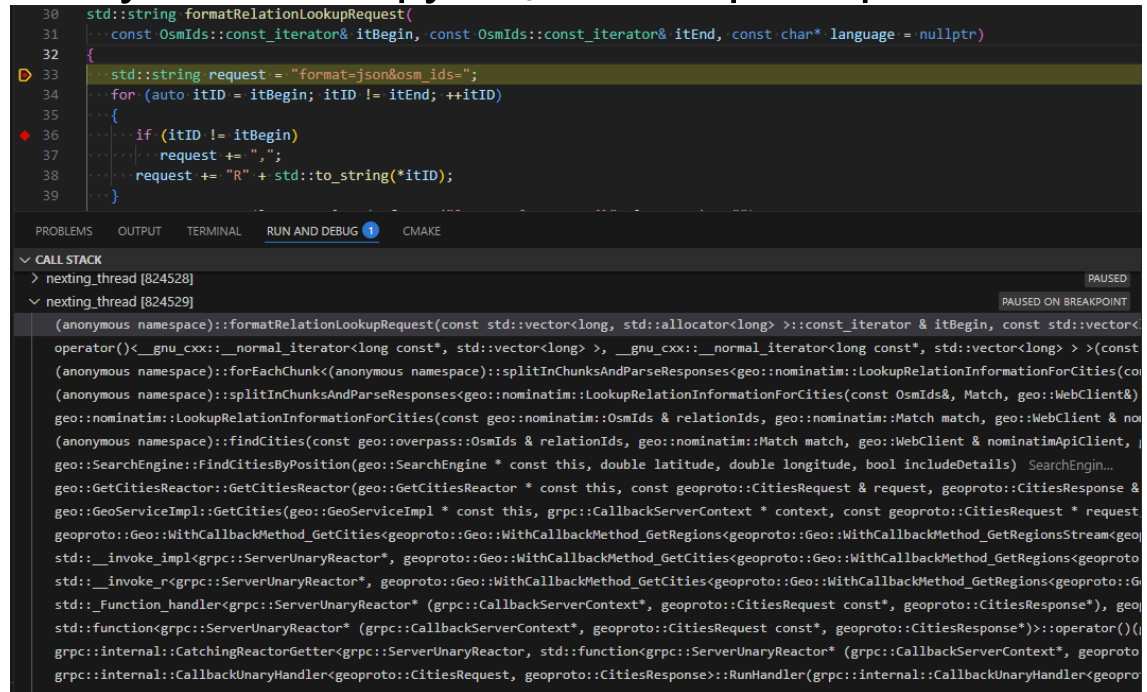 30 std::string formatRelationLookupRequest(
31 const OsmIds::const_iterator& itBegin, const OsmIds::const_iterator& itEnd, const char* language = nullptr)
32 {
33 std::string request = "format=json&osm_ids=";
34 for (auto itID = itBegin; itID != itEnd; ++itID)
35 {
36 if (itID != itBegin)
37 request += ",";
38 request += "R" + std::to_string(*itID);
39 }
PROBLEMS OUTPUT TERMINAL RUN AND DEBUG 1 CMAKE
CALL STACK
nexting_thread [824528] PAUSED
nexting_thread [824529] PAUSED ON BREAKPOINT
(anonymous namespace)::formatRelationLookupRequest(const std::vector<long, std::allocator<long> >::const_iterator & itBegin, const std::vector<
operator()<__gnu_cxx::__normal_iterator<long const*, std::vector<long> >, __gnu_cxx::__normal_iterator<long const*, std::vector<long> > >(const
(anonymous namespace)::forEachChunk<(anonymous namespace)::splitInChunksAndParseResponses<geo::nominatim::LookupRelationInformationForCities(co
(anonymous namespace)::splitInChunksAndParseResponses<geo::nominatim::LookupRelationInformationForCities(const OsmIds&, Match, geo::WebClient&)
geo::nominatim::LookupRelationInformationForCities(const geo::nominatim::OsmIds & relationIds, geo::nominatim::Match match, geo::WebClient & no
(anonymous namespace)::findCities(const geo::overpass::OsmIds & relationIds, geo::nominatim::Match match, geo::WebClient & nominatimApiClient,
geo::SearchEngine::FindCitiesByPosition(geo::SearchEngine * const this, double latitude, double longitude, bool includeDetails) SearchEngin...
geo::GetCitiesReactor::GetCitiesReactor(geo::GetCitiesReactor * const this, const geoproto::CitiesRequest & request, geoproto::CitiesResponse &
geo::GeoServiceImpl::GetCities(geo::GeoServiceImpl * const this, grpc::CallbackServerContext * context, const geoproto::CitiesRequest * request
geoproto::Geo::WithCallbackMethod_GetCities<geoproto::Geo::WithCallbackMethod_GetRegions<geoproto::Geo::WithCallbackMethod_GetRegionsStream<geo
std::__invoke_impl<grpc::ServerUnaryReactor*, geoproto::Geo::WithCallbackMethod_GetCities<geoproto::Geo::WithCallbackMethod_GetRegions<geoproto
std::__invoke_r<grpc::ServerUnaryReactor*, geoproto::Geo::WithCallbackMethod_GetCities<geoproto::Geo::WithCallbackMethod_GetRegions<geoproto::G
std::_Function_handler<grpc::ServerUnaryReactor* (grpc::CallbackServerContext*, geoproto::CitiesRequest const*, geoproto::CitiesResponse*), geo
std::function<grpc::ServerUnaryReactor* (grpc::CallbackServerContext*, geoproto::CitiesRequest const*, geoproto::CitiesResponse*)>::operator()(
grpc::internal::CatchingReactorGetter<grpc::ServerUnaryReactor, std::function<grpc::ServerUnaryReactor* (grpc::CallbackServerContext*, geoproto
grpc::internal::CallbackUnaryHandler<geoproto::CitiesRequest, geoproto::CitiesResponse>::RunHandler(grpc::internal::CallbackUnaryHandler<geopro